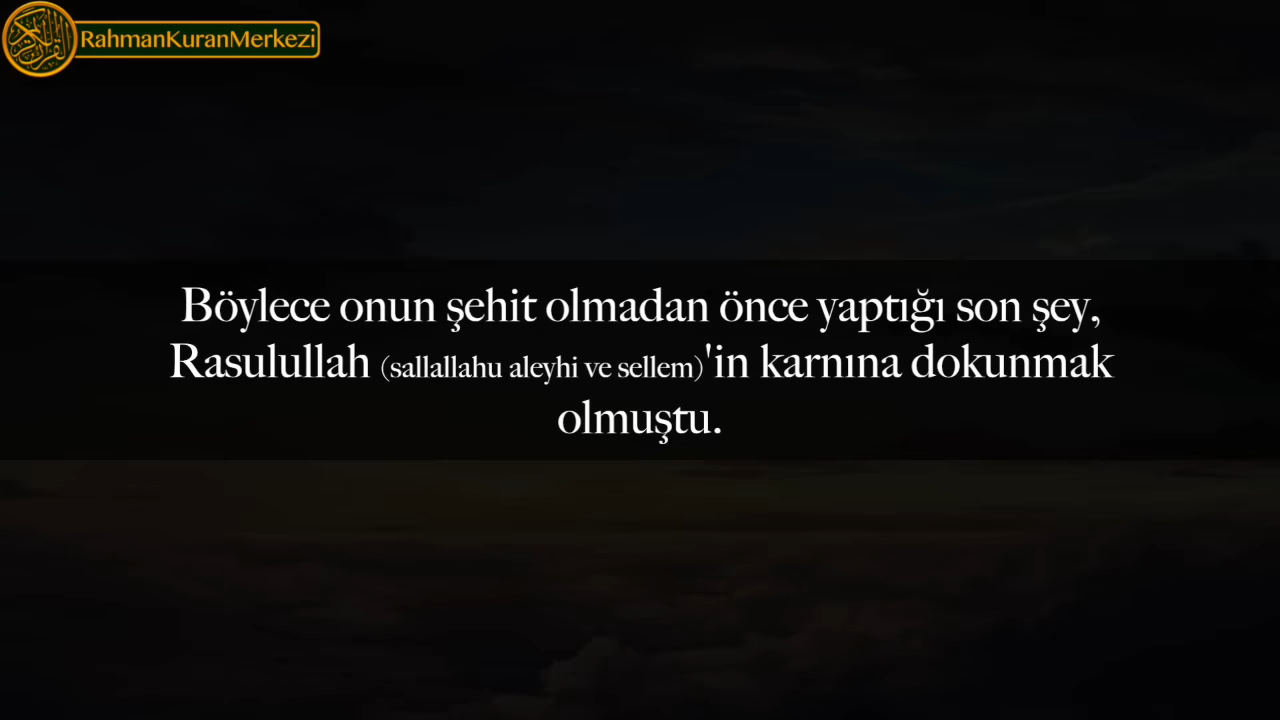 RahmanKuranMerkezi
Böylece onun şehit olmadan önce yaptığı son şey,
Rasulullah (sallallahu aleyhi ve sellem)'in karnına dokunmak
olmuştu.